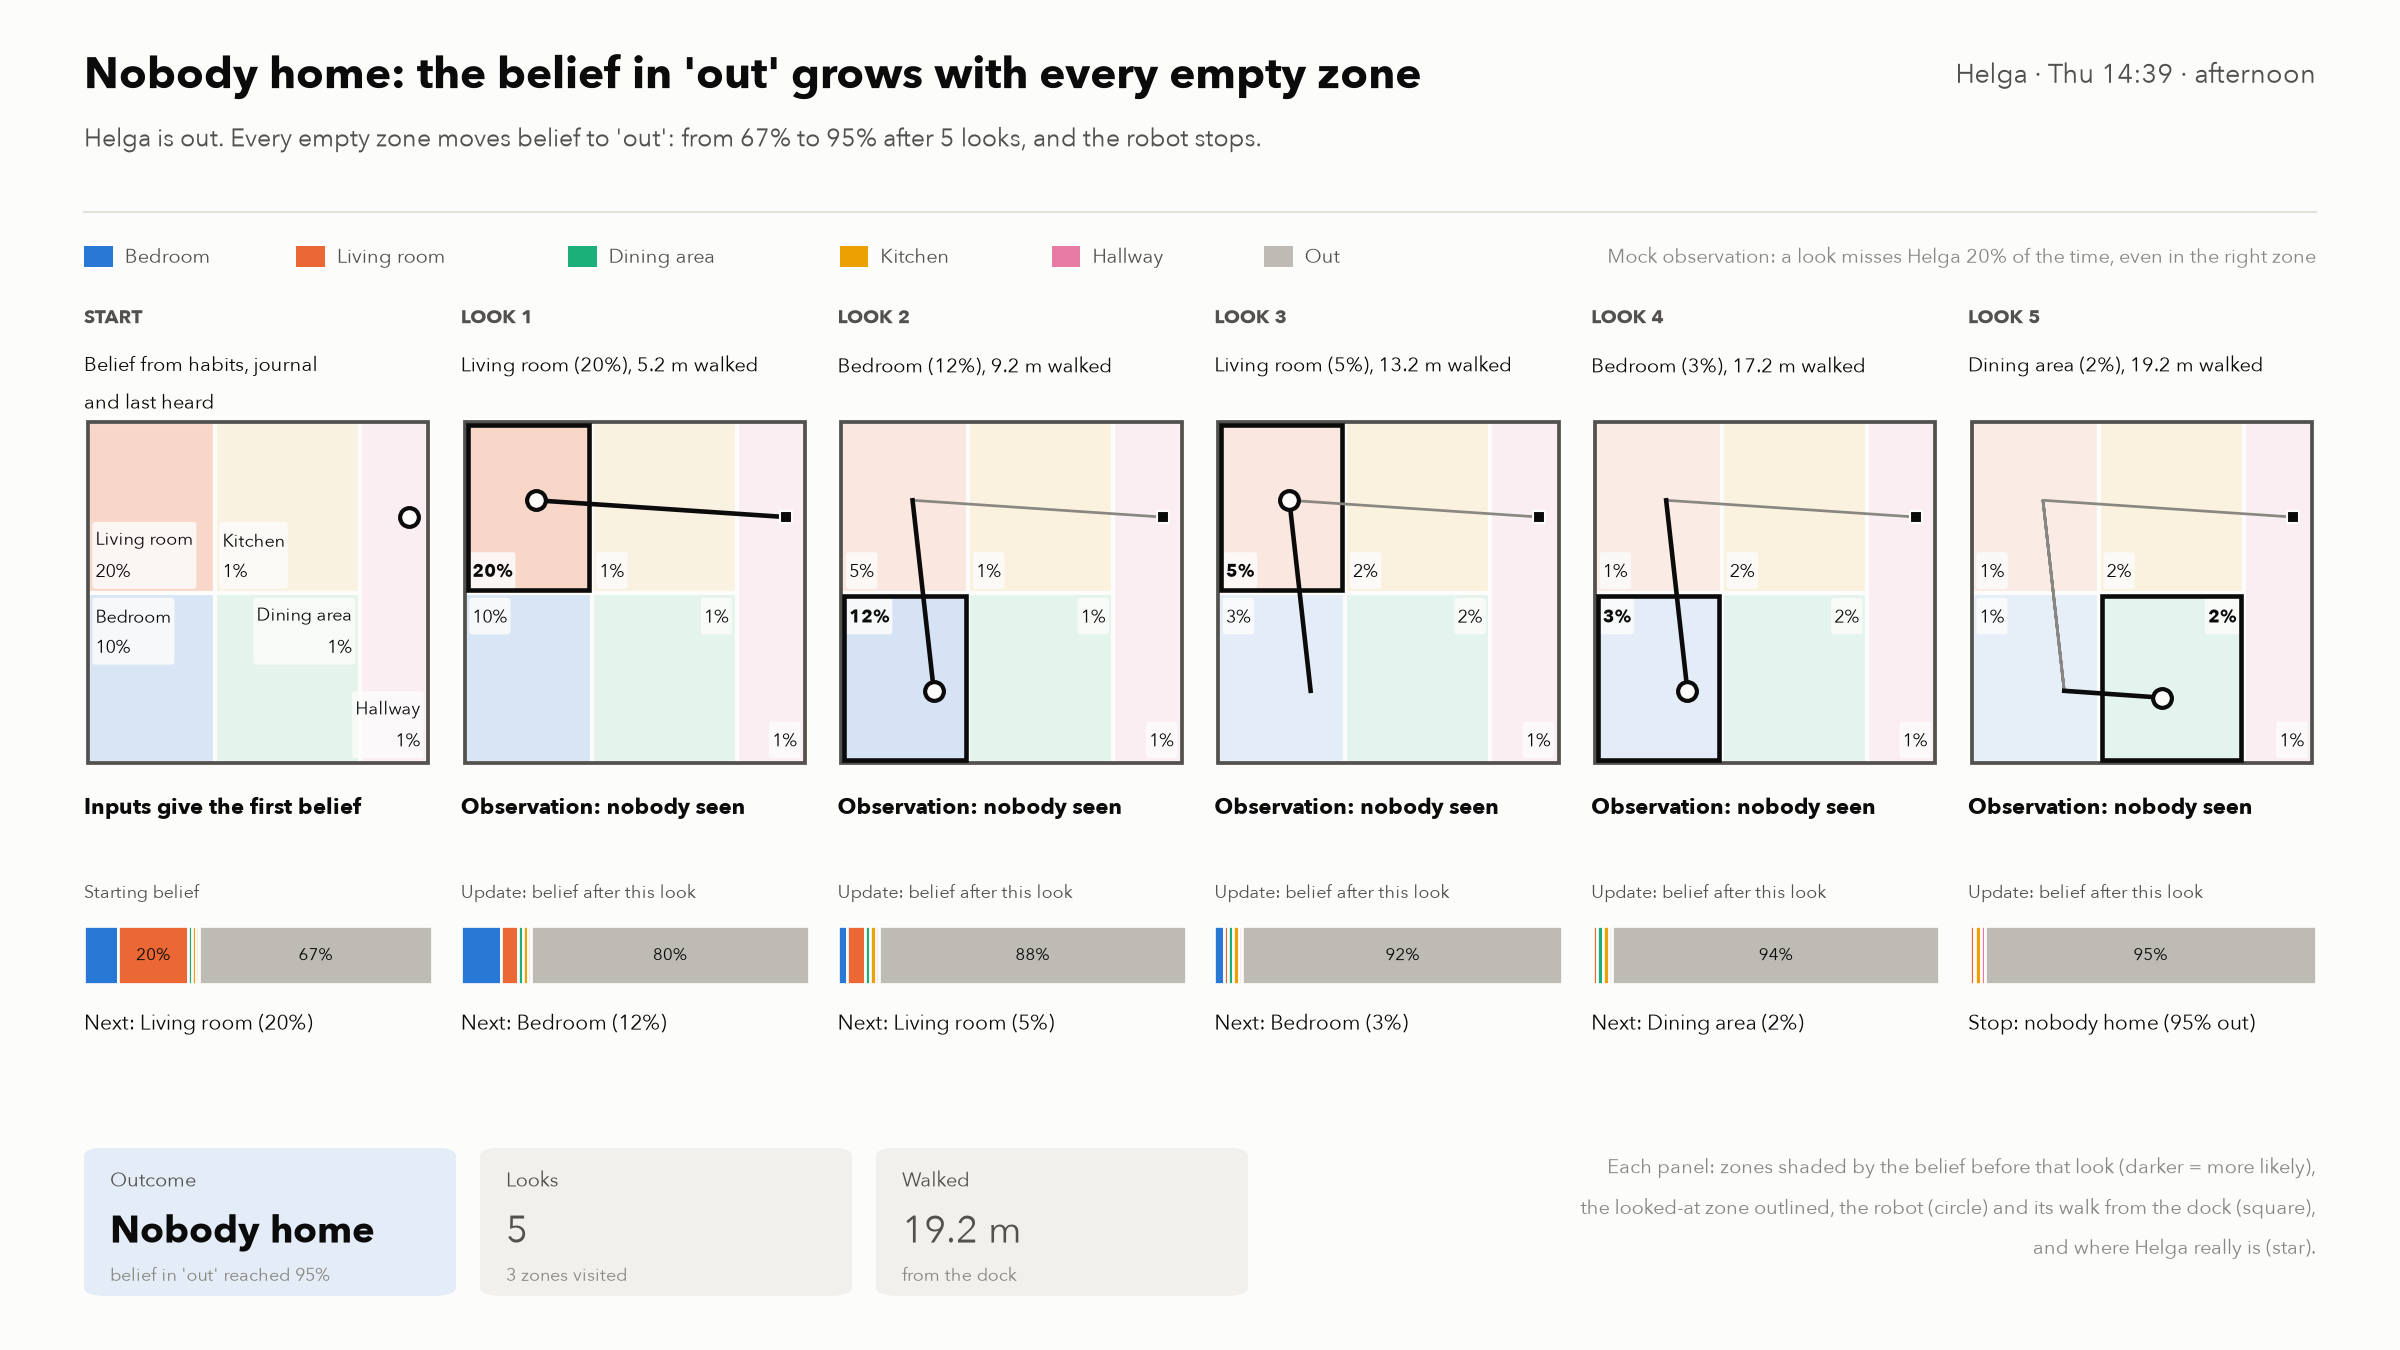 Nobody home: the belief in 'out' grows with every empty zone
Helga · Thu 14:39 · afternoon
Helga is out. Every empty zone moves belief to 'out': from 67% to 95% after 5 looks, and the robot stops.
Bedroom
Living room
Dining area
Kitchen
Hallway
Out
Mock observation: a look misses Helga 20% of the time, even in the right zone
START
Belief from habits, journal
and last heard
Living room
20%
Kitchen
1%
Bedroom
10%
Dining area
1%
Hallway
1%
Inputs give the first belief
Starting belief
20%
67%
Next: Living room (20%)
LOOK 1
Living room (20%), 5.2 m walked
20%
1%
10%
1%
1%
Observation: nobody seen
Update: belief after this look
80%
Next: Bedroom (12%)
LOOK 2
Bedroom (12%), 9.2 m walked
5%
1%
12%
1%
1%
Observation: nobody seen
Update: belief after this look
88%
Next: Living room (5%)
LOOK 3
Living room (5%), 13.2 m walked
5%
2%
3%
2%
1%
Observation: nobody seen
Update: belief after this look
92%
Next: Bedroom (3%)
LOOK 4
Bedroom (3%), 17.2 m walked
1%
2%
3%
2%
1%
Observation: nobody seen
Update: belief after this look
94%
Next: Dining area (2%)
LOOK 5
Dining area (2%), 19.2 m walked
1%
2%
1%
2%
1%
Observation: nobody seen
Update: belief after this look
95%
Stop: nobody home (95% out)
Outcome
Nobody home
belief in 'out' reached 95%
Looks
5
3 zones visited
Walked
19.2 m
from the dock
Each panel: zones shaded by the belief before that look (darker = more likely),
the looked-at zone outlined, the robot (circle) and its walk from the dock (square),
and where Helga really is (star).